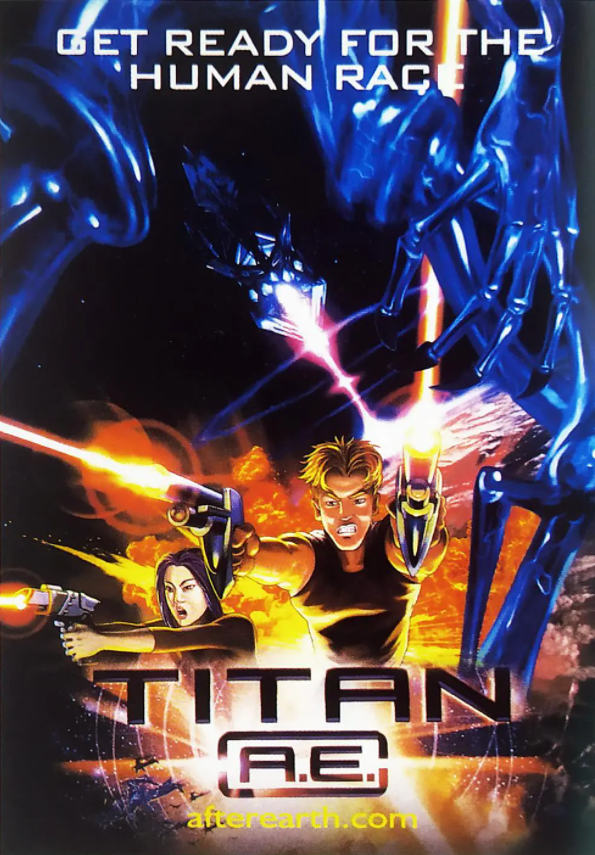 GET READY FOR THE
HUMAN RACE
TITAN
A.E.
afterearth.com